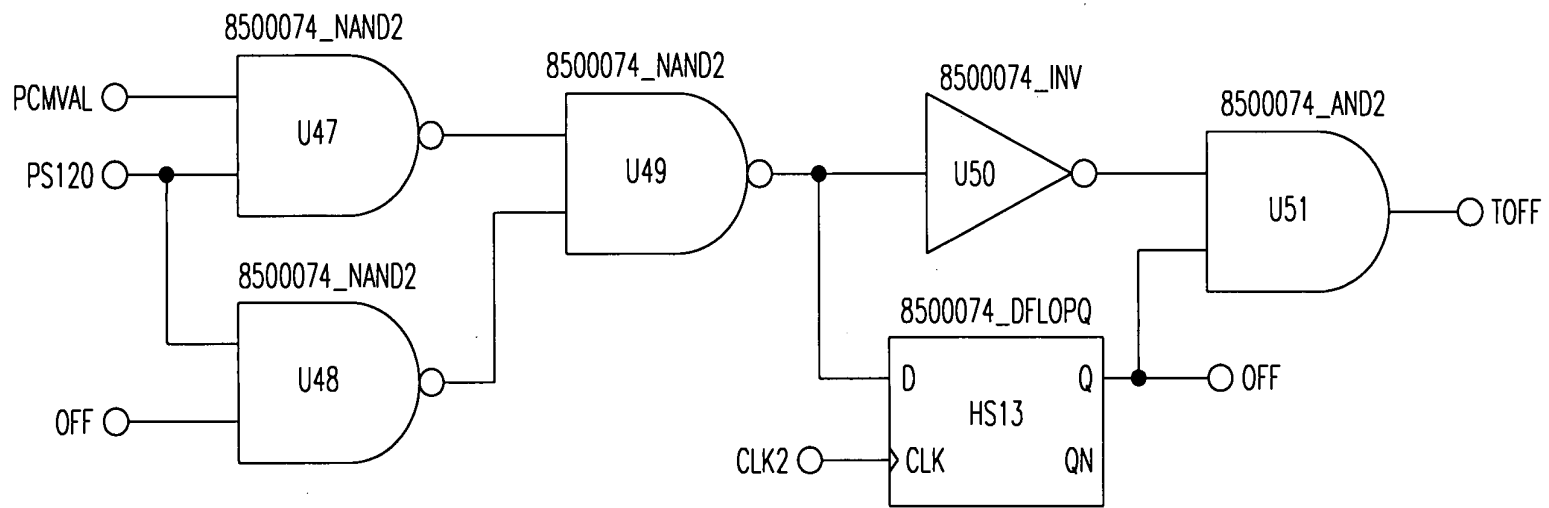 8500074_NAND2
PCMVAL
U47
PS120
8500074_NAND2
U49
8500074_INV
U50
8500074_AND2
U51
TOFF
8500074_NAND2
U48
OFF
8500074_DFLOPQ
D
Q
HS13
OFF
CLK2
CLK
QN